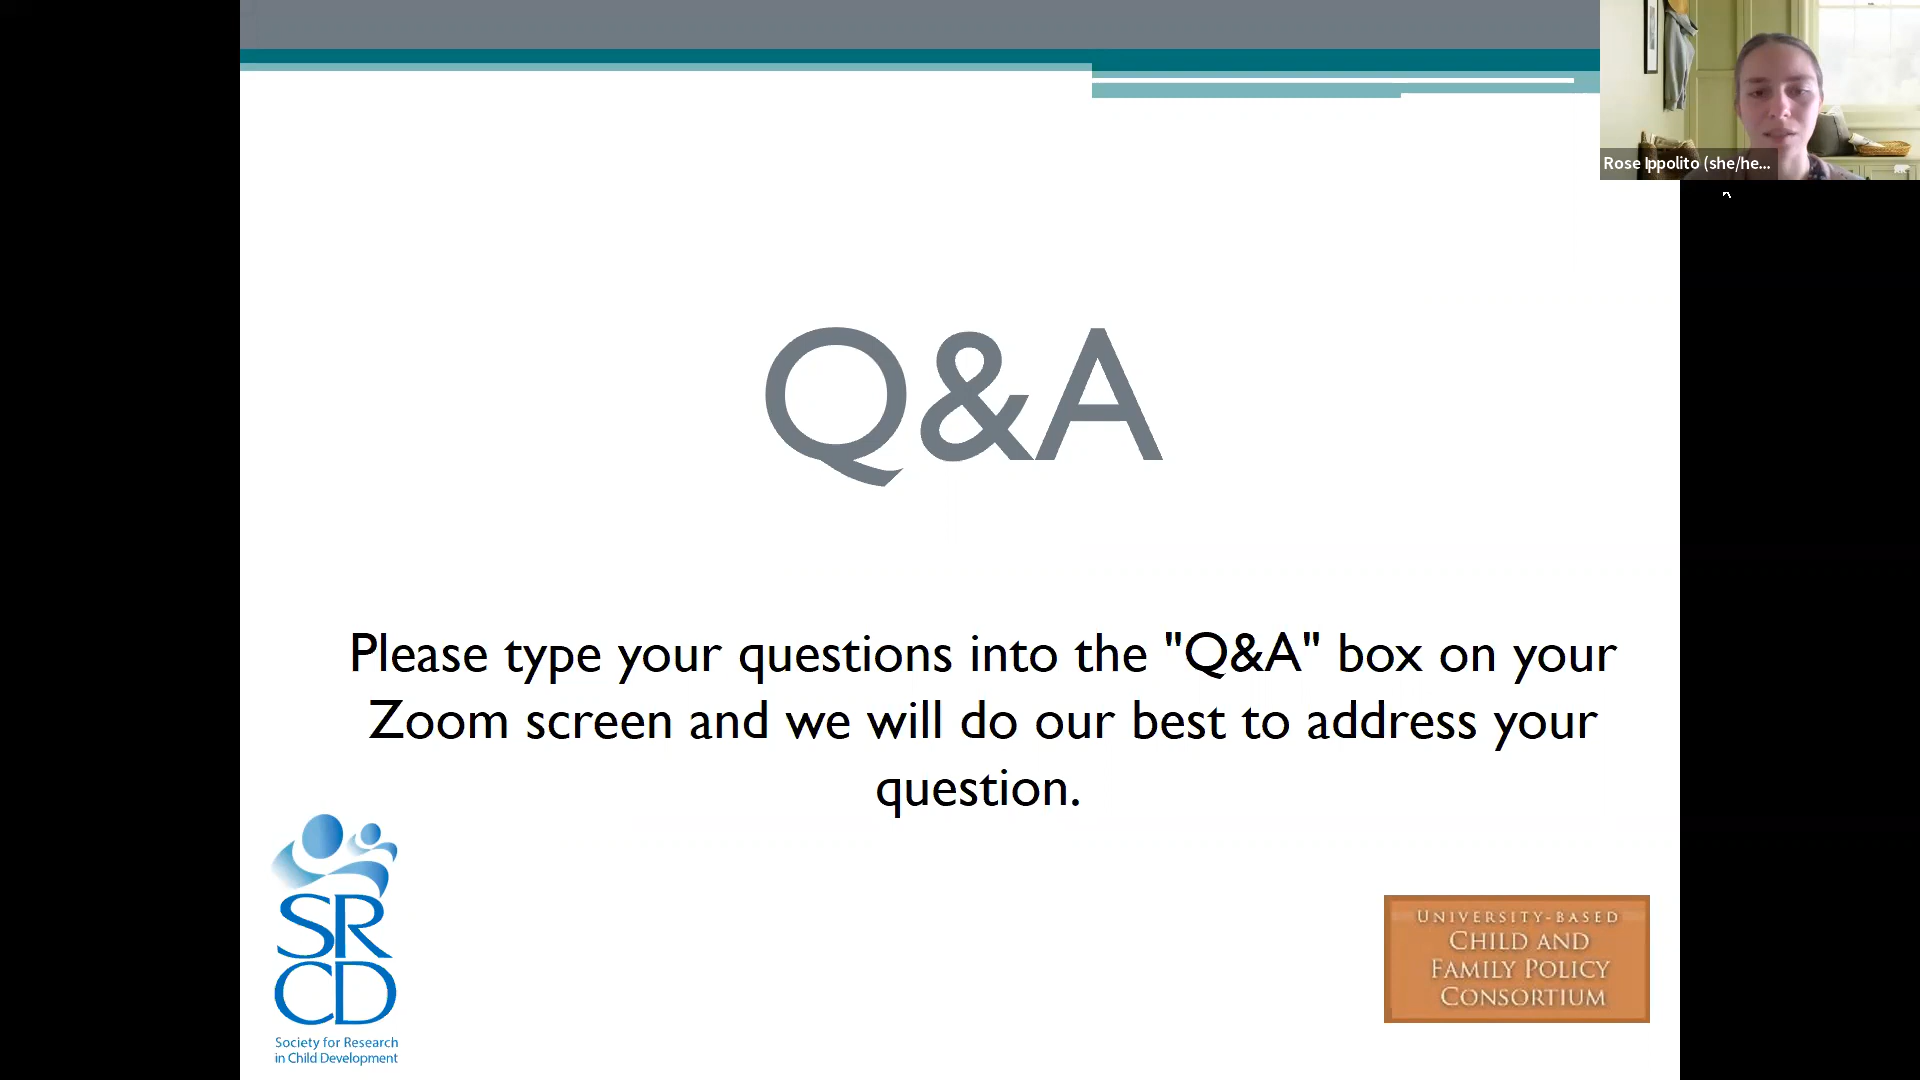 Rose Ippolito (she/he...
Q&A
Please type your questions into the "Q&A" box on your
Zoom screen and we will do our best to address your
question.
SR
CD
Society for Research
in Child Development
UNIVERSITY-BASED
CHILD AND
FAMILY POLICY
CONSORTIUM